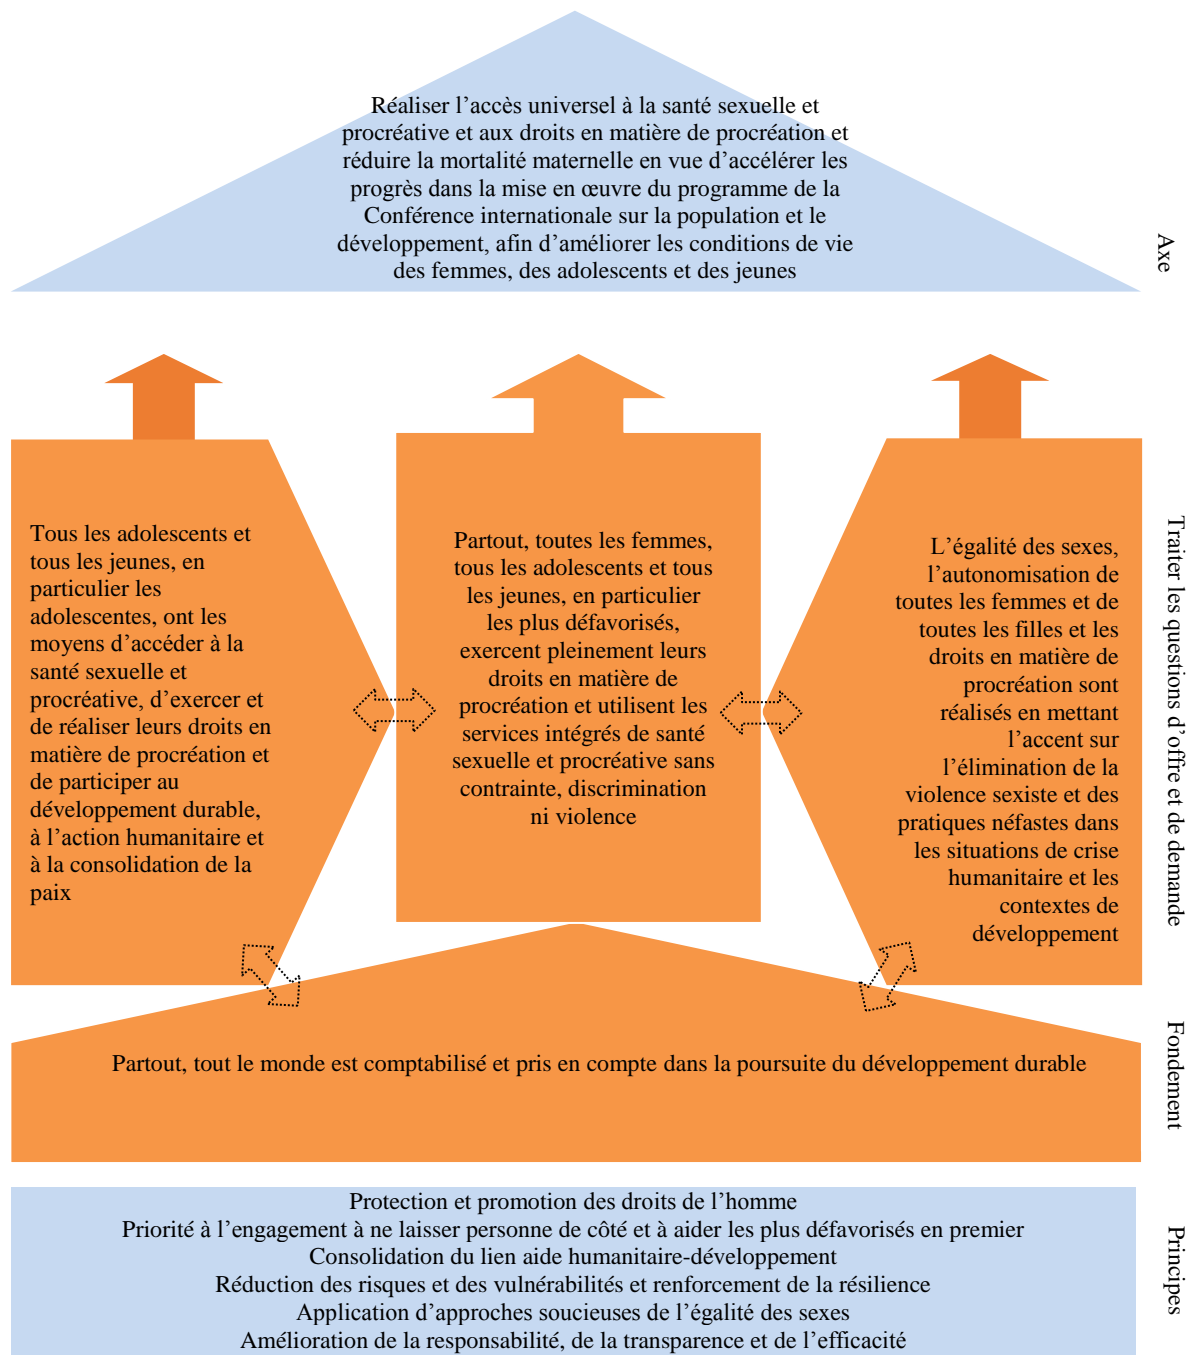 Réaliser l’accès universel à la santé sexuelle et
procréative et aux droits en matière de procréation et
réduire la mortalité maternelle en vue d’accélérer les
progrès dans la mise en œuvre du programme de la
Conférence internationale sur la population et le
développement, afin d’améliorer les conditions de vie
des femmes, des adolescents et des jeunes
Axe
Tous les adolescents et
tous les jeunes, en
particulier les
adolescentes, ont les
moyens d’accéder à la
santé sexuelle et
procréative, d’exercer et
de réaliser leurs droits en
matière de procréation et
de participer au
développement durable,
à l’action humanitaire et
à la consolidation de la
paix
Partout, toutes les femmes,
tous les adolescents et tous
les jeunes, en particulier
les plus défavorisés,
exercent pleinement leurs
droits en matière de
procréation et utilisent les
services intégrés de santé
sexuelle et procréative sans
contrainte, discrimination
ni violence
L’égalité des sexes,
l’autonomisation de
toutes les femmes et de
toutes les filles et les
droits en matière de
procréation sont
réalisés en mettant
l’accent sur
l’élimination de la
violence sexiste et des
pratiques néfastes dans
les situations de crise
humanitaire et les
contextes de
développement
Traiter les questions d’offre et de demande
Partout, tout le monde est comptabilisé et pris en compte dans la poursuite du développement durable
Fondement
Protection et promotion des droits de l’homme
Priorité à l’engagement à ne laisser personne de côté et à aider les plus défavorisés en premier
Consolidation du lien aide humanitaire-développement
Réduction des risques et des vulnérabilités et renforcement de la résilience
Application d’approches soucieuses de l’égalité des sexes
Amélioration de la responsabilité, de la transparence et de l’efficacité
Principes